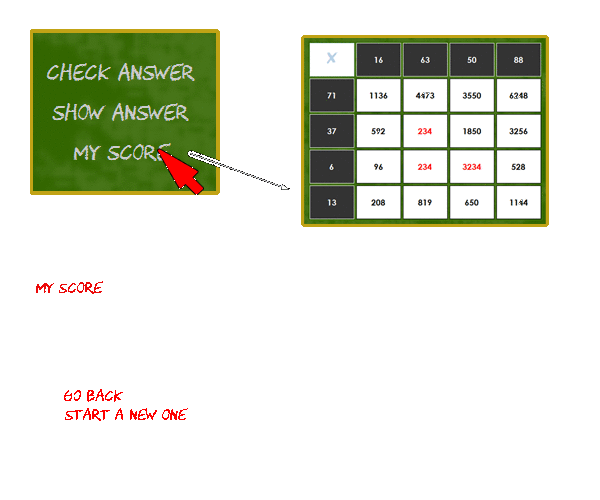 CHECK ANSWER
SHOW ANSWER
MY SCORE
X 16 63 50 88
71 1136 4473 3550 6248
37 592 234 1850 3256
6 96 234 3234 528
13 208 819 650 1144
MY SCORE
GO BACK
START A NEW ONE